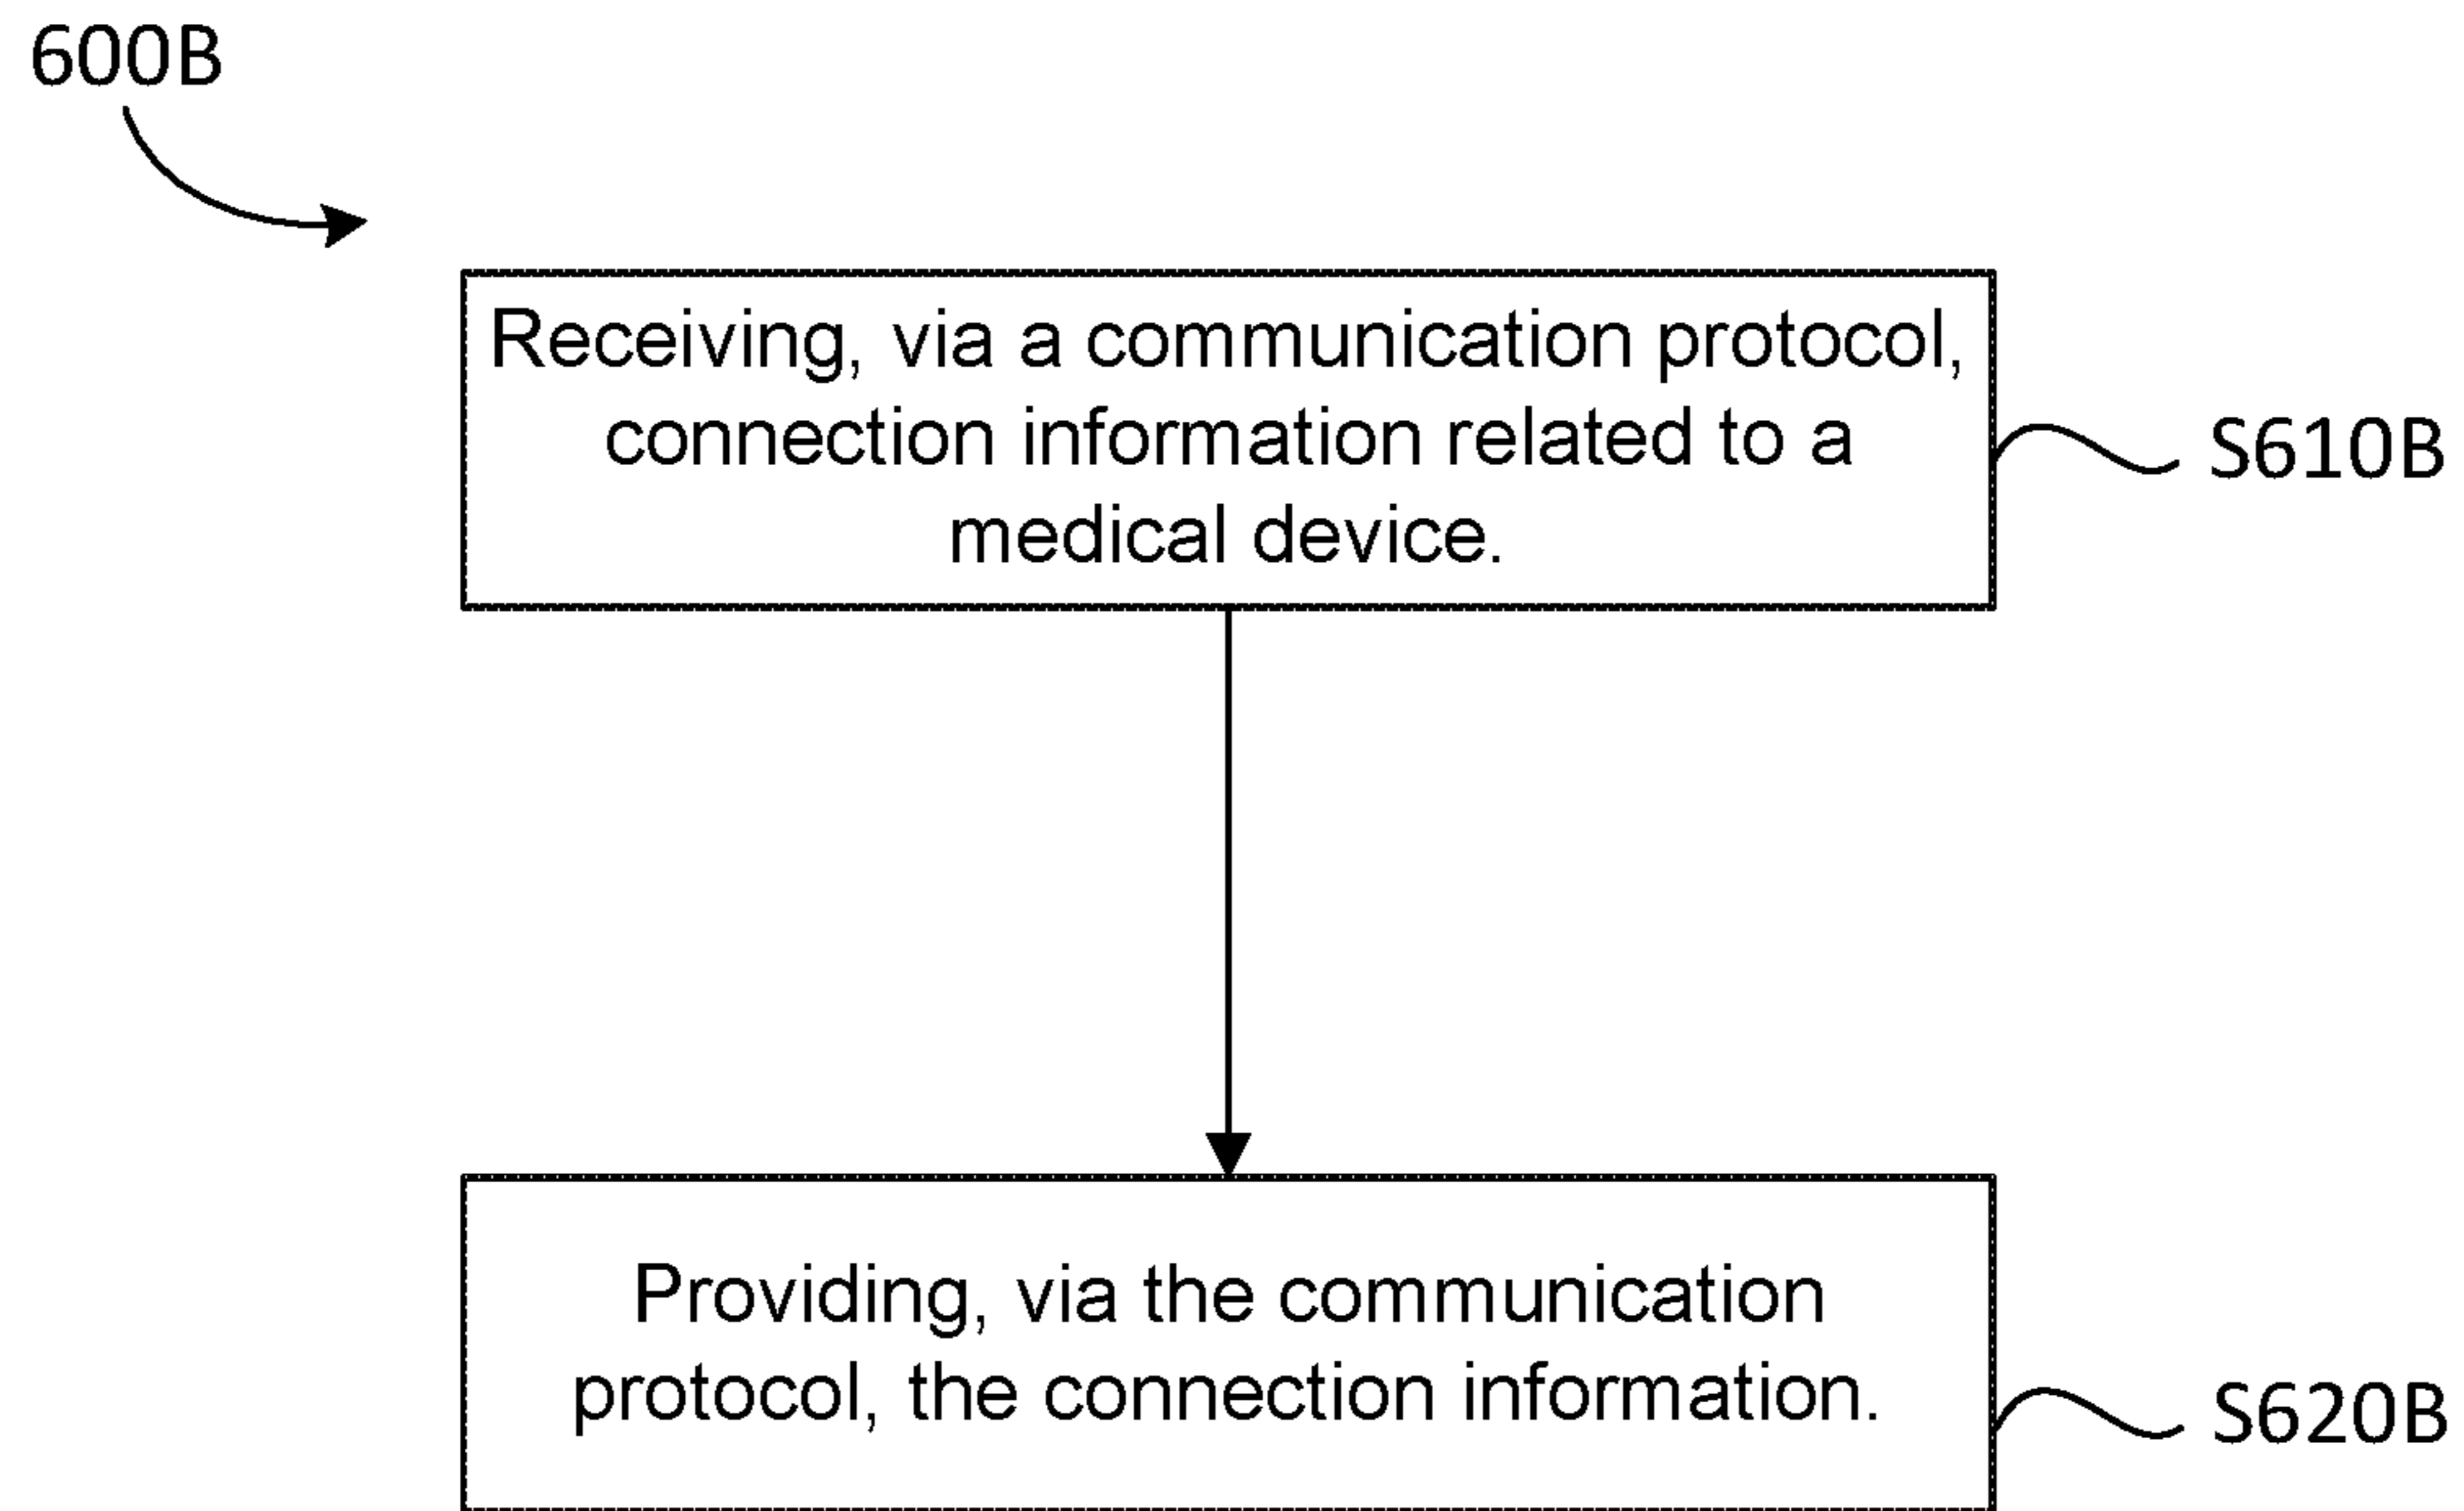 600B
Receiving, via a communication protocol,
connection information related to a
medical device.
S610B
Providing, via the communication
protocol, the connection information.
S620B